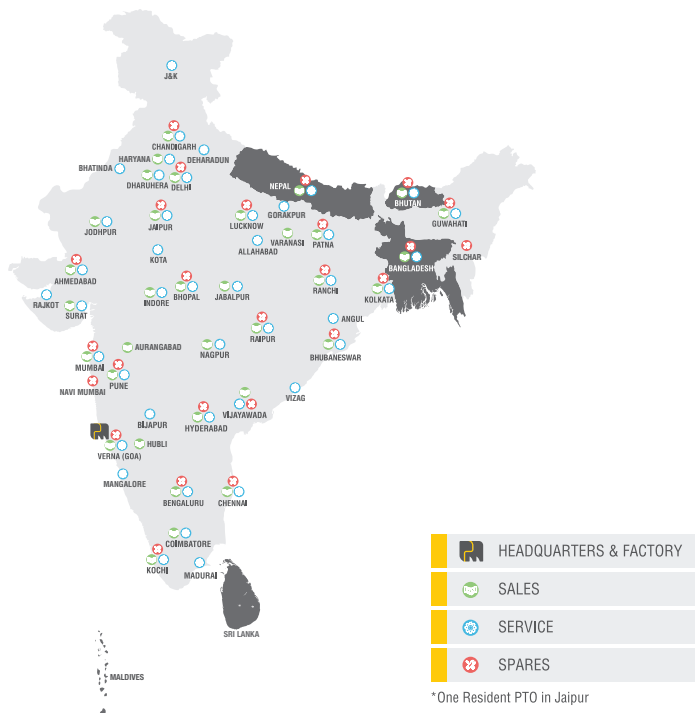 J&K
CHANDIGARH
DEHARADUN
HARYANA
BHATINDA
DHARUHERA
DELHI
NEPAL
BHUTAN
GORAKPUR
JAIPUR
LUCKNOW
GUWAHATI
JODHPUR
VARANASI
PATNA
ALLAHABAD
KOTA
SILCHAR
BANGLADESH
AHMEDABAD
RAJKOT
INDORE
BHOPAL
JABALPUR
RANCHI
KOLKATA
SURAT
ANGUL
RAIPUR
AURANGABAD
NAGPUR
BHUBANESWAR
MUMBAI
PUNE
NAVI MUMBAI
VIZAG
BIJAPUR
HYDERABAD
VIJAYAWADA
HUBLI
VERNA (GOA)
MANGALORE
BENGALURU
CHENNAI
COIMBATORE
KOCHI
MADURAI
SRI LANKA
MALDIVES
HEADQUARTERS & FACTORY
SALES
SERVICE
SPARES
*One Resident PTO in Jaipur